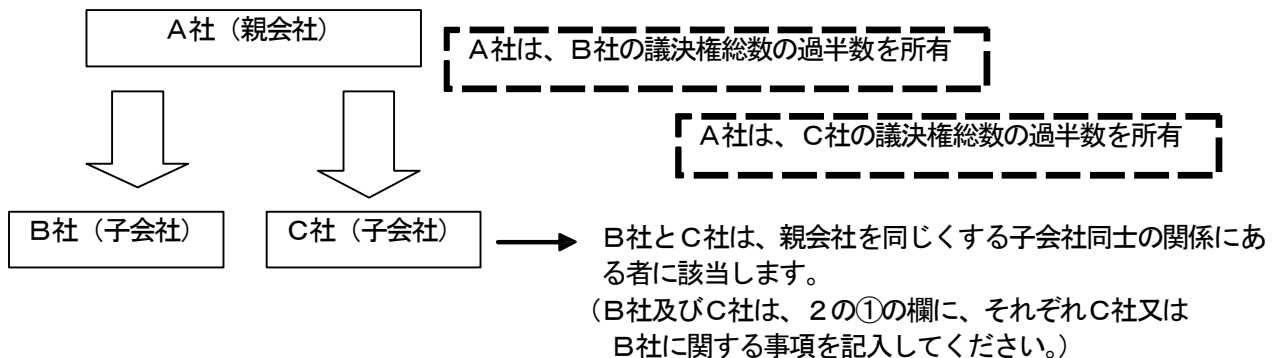 A社（親会社）
A社は、B社の議決権総数の過半数を所有
A社は、C社の議決権総数の過半数を所有
B社（子会社）
C社（子会社）
B社とC社は、親会社を同じくする子会社同士の関係にあ
る者に該当します。
（B社及びC社は、２の①の欄に、それぞれC社又は
B社に関する事項を記入してください。）